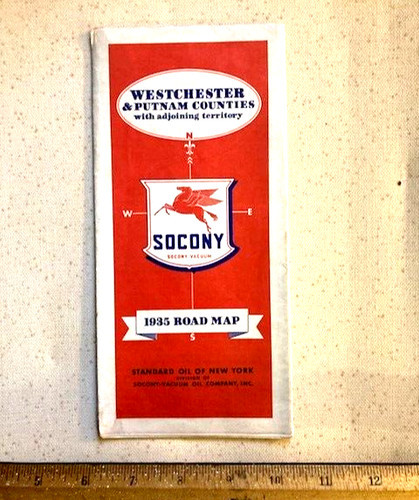 WESTCHESTER
& PUTNAM COUNTIES
with adjoining territory
N
W E
SOCONY
SOCONY-VACUUM
1935 ROAD MAP
S
STANDARD OIL OF NEW YORK
DIVISION OF
SOCONY-VACUUM OIL COMPANY, INC.
5 6 7 8 9 10 11 12